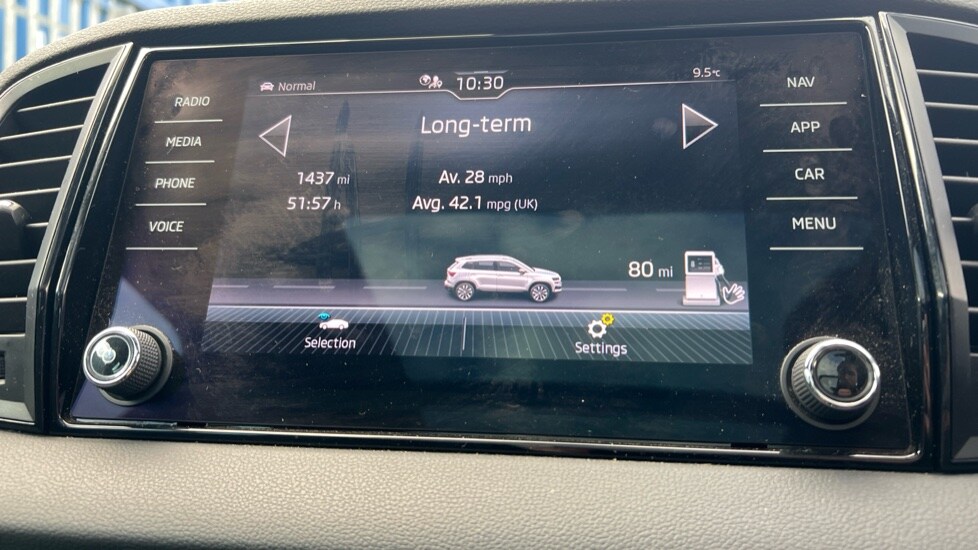 Normal
10:30
9.5℃
RADIO
MEDIA
PHONE
VOICE
Long-term
1437 mi
Av. 28 mph
51:57 h
Avg. 42.1 mpg (UK)
80 mi
Selection
Settings
NAV
APP
CAR
MENU